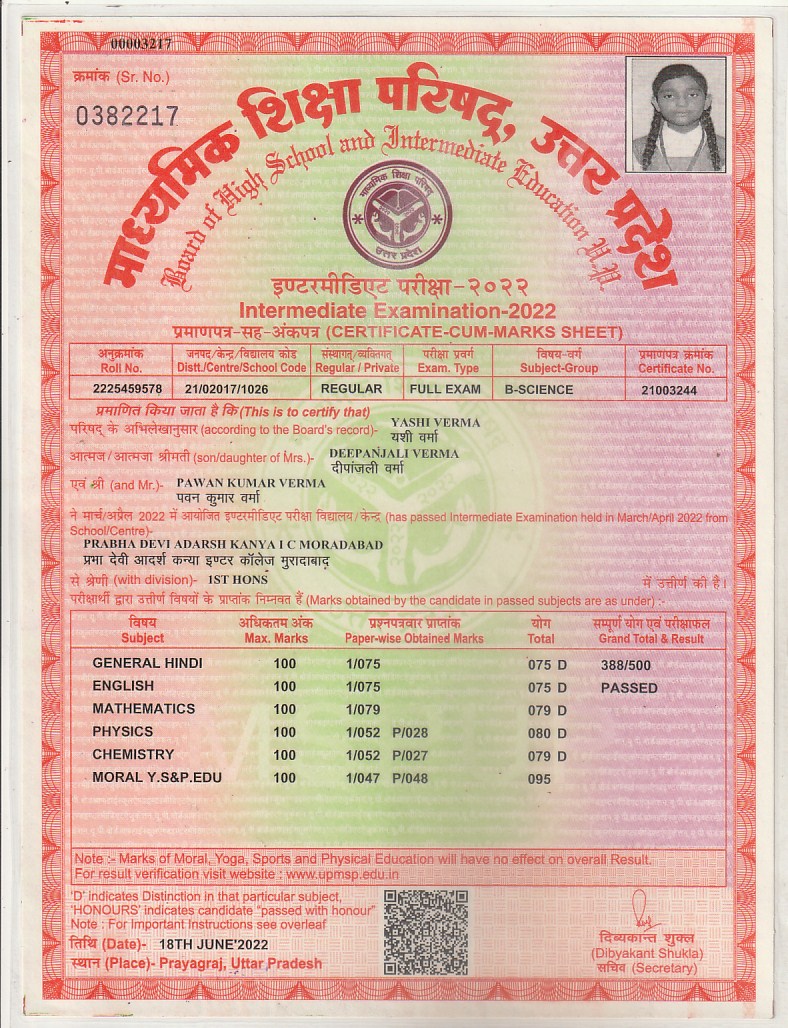 00003217
क्रमांक (Sr. No.)
0382217
माध्यमिक शिक्षा परिषद्, उत्तर प्रदेश
Board of High School and Intermediate Education U.P.
माध्यमिक शिक्षा परिषद्
उत्तर प्रदेश
इण्टरमीडिएट परीक्षा-२०२२
Intermediate Examination-2022
प्रमाणपत्र-सह-अंकपत्र (CERTIFICATE-CUM-MARKS SHEET)
अनुक्रमांक जनपद/केन्द्र/विद्यालय कोड संस्थागत/व्यक्तिगत परीक्षा प्रवर्ग विषय-वर्ग प्रमाणपत्र क्रमांक
Roll No. Distt./Centre/School Code Regular / Private Exam. Type Subject-Group Certificate No.
2225459578 21/02017/1026 REGULAR FULL EXAM B-SCIENCE 21003244
प्रमाणित किया जाता है कि (This is to certify that)
परिषद् के अभिलेखानुसार (according to the Board's record)- YASHI VERMA
यशी वर्मा
आत्मज/आत्मजा श्रीमती (son/daughter of Mrs.)- DEEPANJALI VERMA
दीपांजली वर्मा
एवं श्री (and Mr.)- PAWAN KUMAR VERMA
पवन कुमार वर्मा
ने मार्च/अप्रैल 2022 में आयोजित इण्टरमीडिएट परीक्षा विद्यालय/केन्द्र (has passed Intermediate Examination held in March/April 2022 from
School/Centre)-
PRABHA DEVI ADARSH KANYA I C MORADABAD
प्रभा देवी आदर्श कन्या इण्टर कॉलेज मुरादाबाद
से श्रेणी (with division)- 1ST HONS में उत्तीर्ण की है।
परीक्षार्थी द्वारा उत्तीर्ण विषयों के प्राप्तांक निम्नवत हैं (Marks obtained by the candidate in passed subjects are as under) :-
विषय अधिकतम अंक प्रश्नपत्रवार प्राप्तांक योग सम्पूर्ण योग एवं परीक्षाफल
Subject Max. Marks Paper-wise Obtained Marks Total Grand Total & Result
GENERAL HINDI 100 1/075 075 D 388/500
ENGLISH 100 1/075 075 D PASSED
MATHEMATICS 100 1/079 079 D
PHYSICS 100 1/052 P/028 080 D
CHEMISTRY 100 1/052 P/027 079 D
MORAL Y.S&P.EDU 100 1/047 P/048 095
Note :- Marks of Moral, Yoga, Sports and Physical Education will have no effect on overall Result.
For result verification visit website : www.upmsp.edu.in
'D' indicates Distinction in that particular subject,
'HONOURS' indicates candidate "passed with honour"
Note : For Important Instructions see overleaf
तिथि (Date)- 18TH JUNE'2022
स्थान (Place)- Prayagraj, Uttar Pradesh
दिब्यकान्त शुक्ल
(Dibyakant Shukla)
सचिव (Secretary)